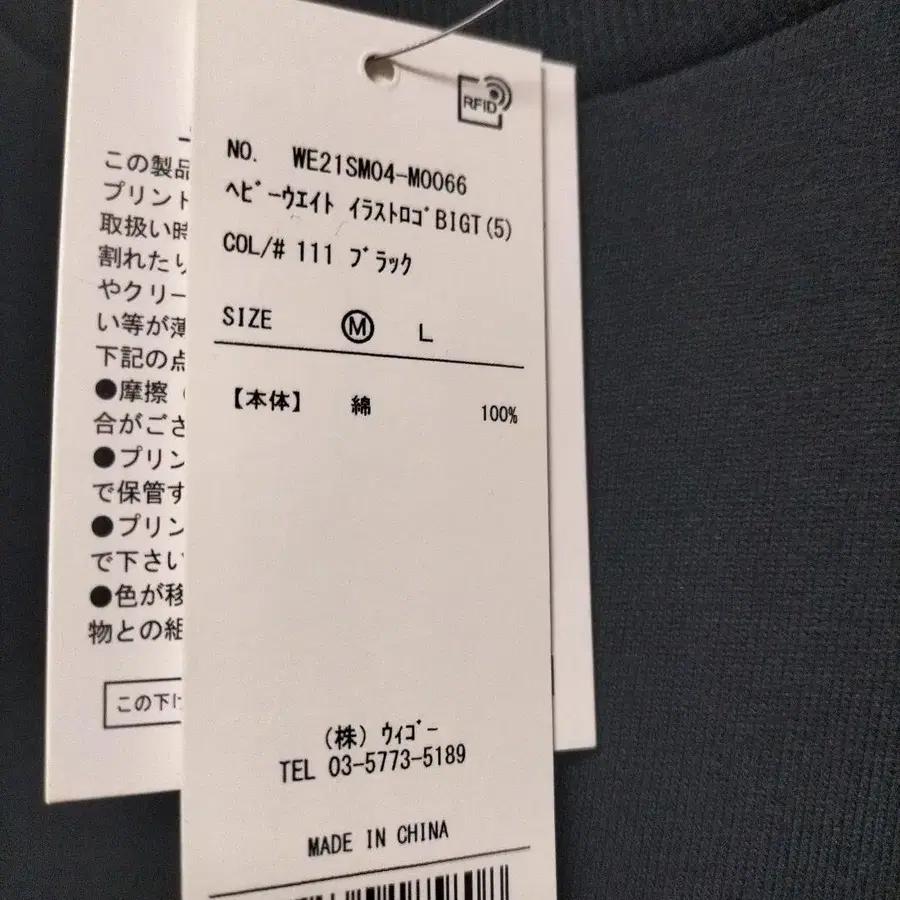 RFID
NO. WE21SM04-M0066
ﾍﾋﾞｰｳｴｲﾄ ｲﾗｽﾄﾛｺﾞBIGT(5)
COL/# 111 ﾌﾞﾗｯｸ
SIZE Ⓜ L
【本体】 綿 100%
(株) ｳｨｺﾞｰ
TEL 03-5773-5189
MADE IN CHINA
この製品
プリント
取扱い時
割れたり
やクリー
い等が薄
下記の点
●摩擦（
合がござ
●プリン
で保管す
●プリン
で下さい
●色が移
物との組
この下げ